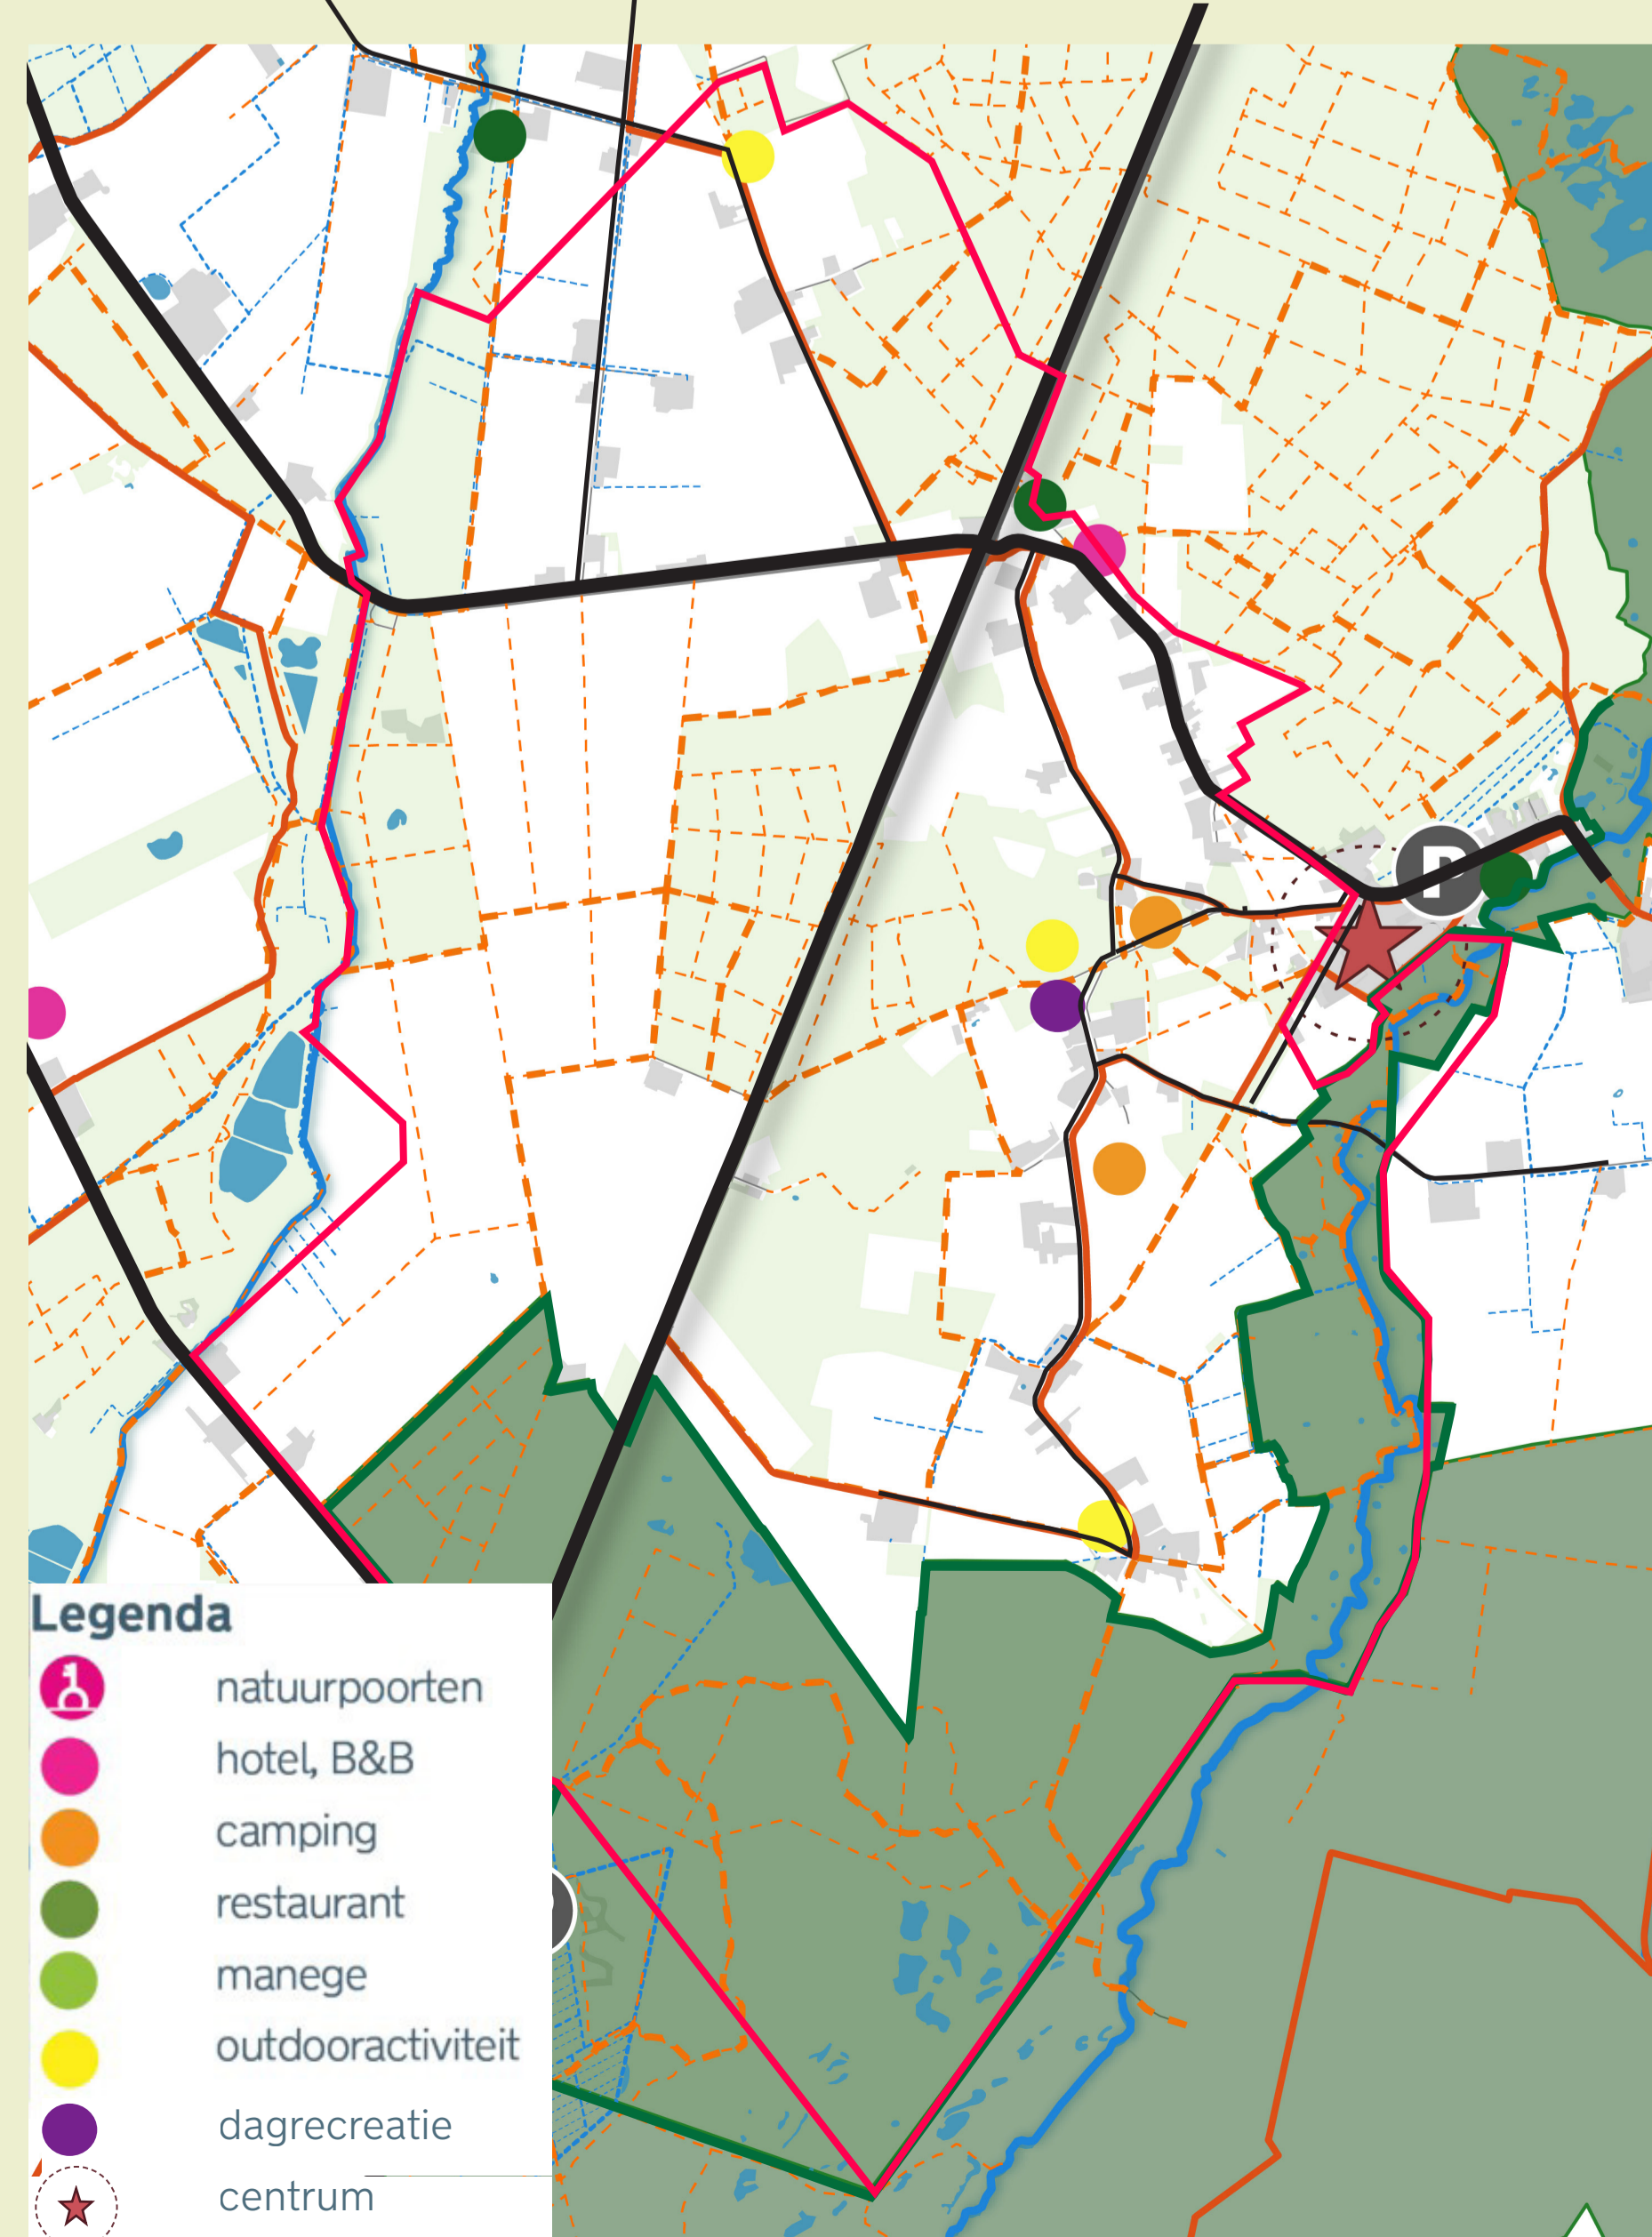 P
Legenda
natuurpoorten
hotel, B&B
camping
restaurant
manege
outdooractiviteit
dagrecreatie
centrum